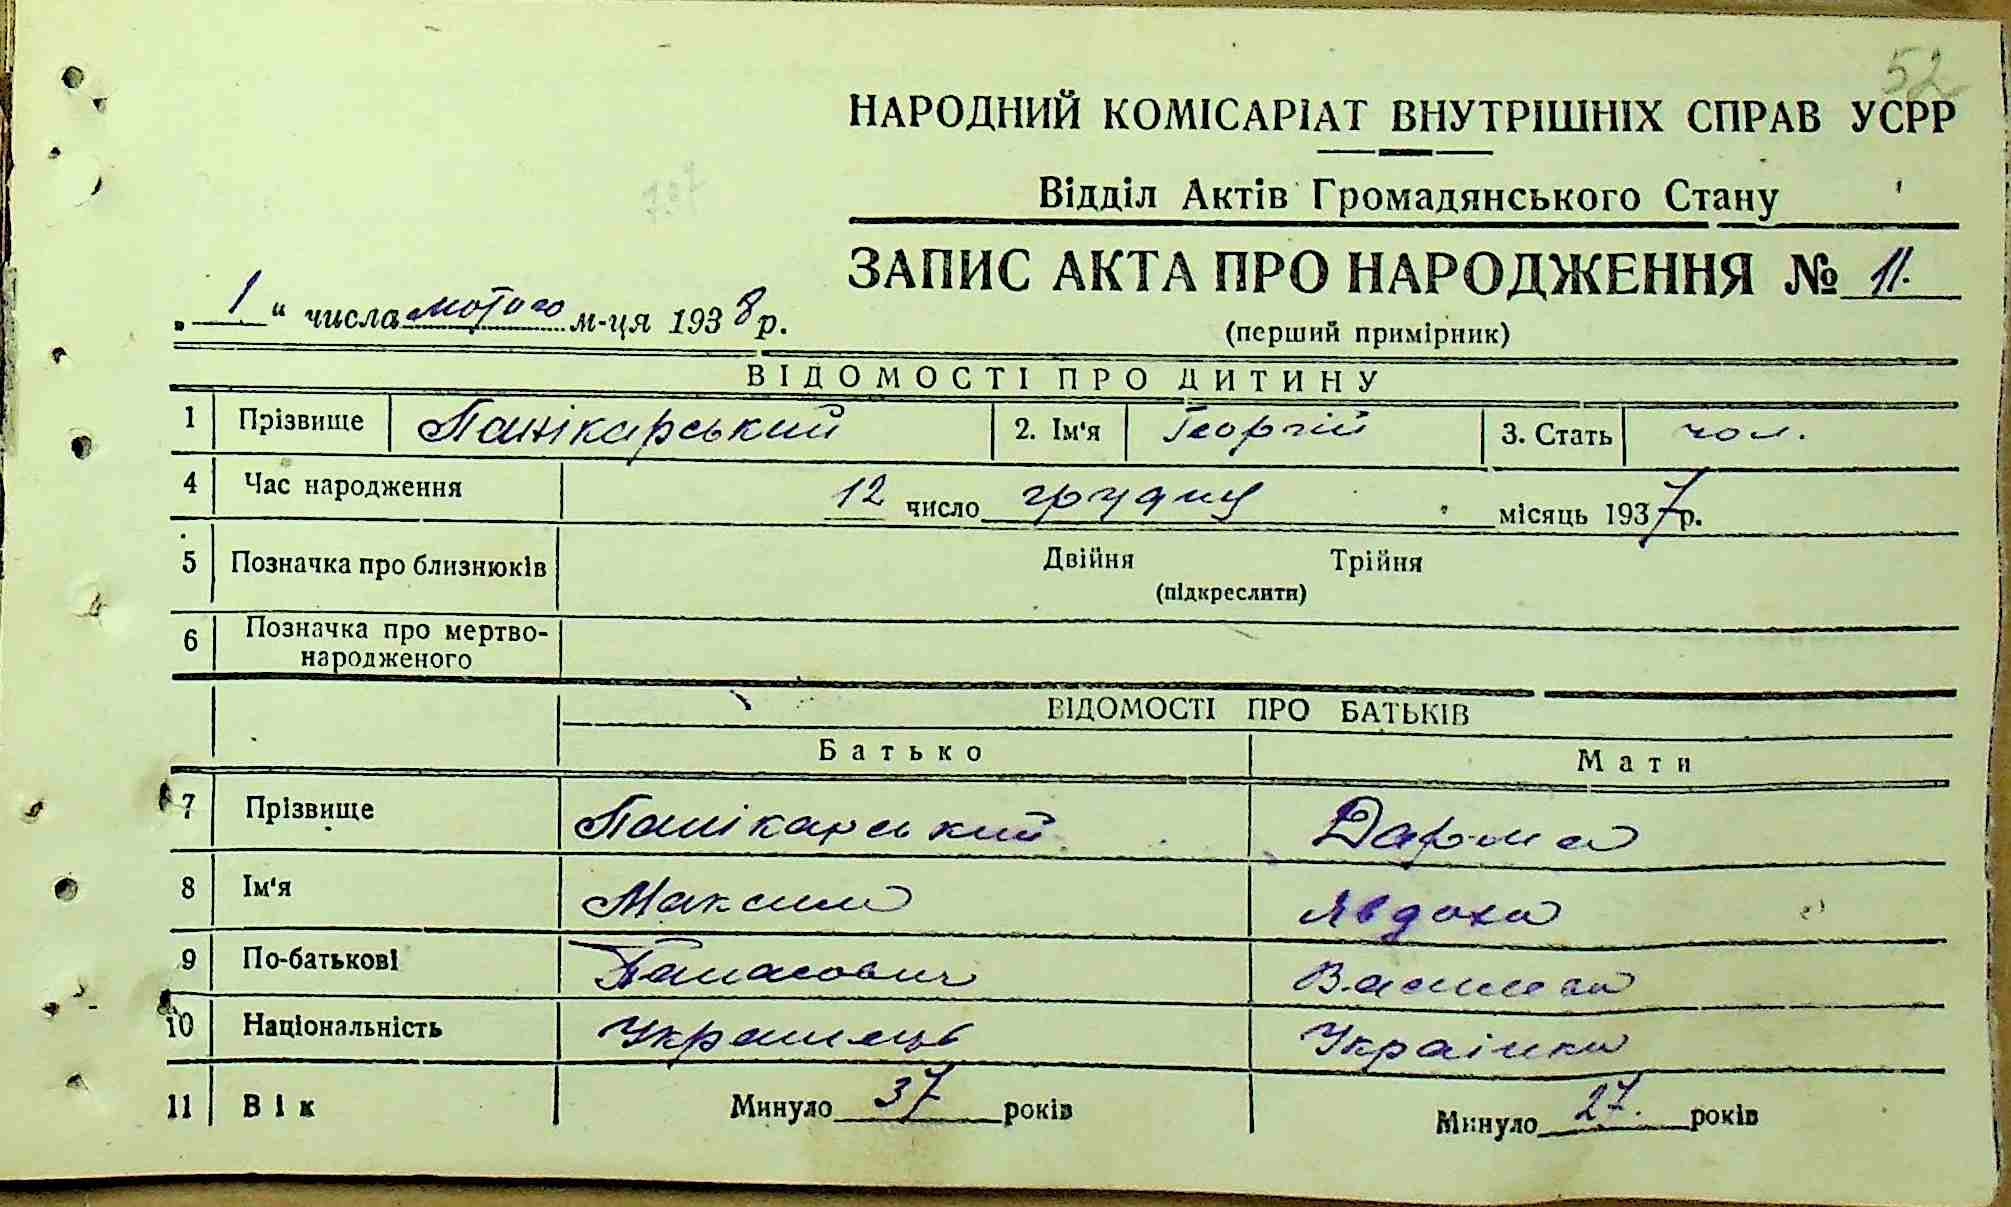 52
НАРОДНИЙ КОМІСАРІАТ ВНУТРІШНІХ СПРАВ УСРР
Відділ Актів Громадянського Стану
ЗАПИС АКТА ПРО НАРОДЖЕННЯ № 11.
„ 1 “ числа лютого м-ця 1938 р.
(перший примірник)
ВІДОМОСТІ ПРО ДИТИНУ
1 Прізвище Панікарський 2. Ім'я Георгій 3. Стать чол.
4 Час народження 12 число грудня місяць 1937 р.
5 Позначка про близнюків Двійня Трійня
(підкреслити)
6 Позначка про мертво-
народженого
ВІДОМОСТІ ПРО БАТЬКІВ
Батько Мати
7 Прізвище Панікарський
8 Ім'я Максим Явдоха
9 По-батькові Панасович
10 Національність Украинець Украінка
11 Вік Минуло 37 років Минуло 27. років